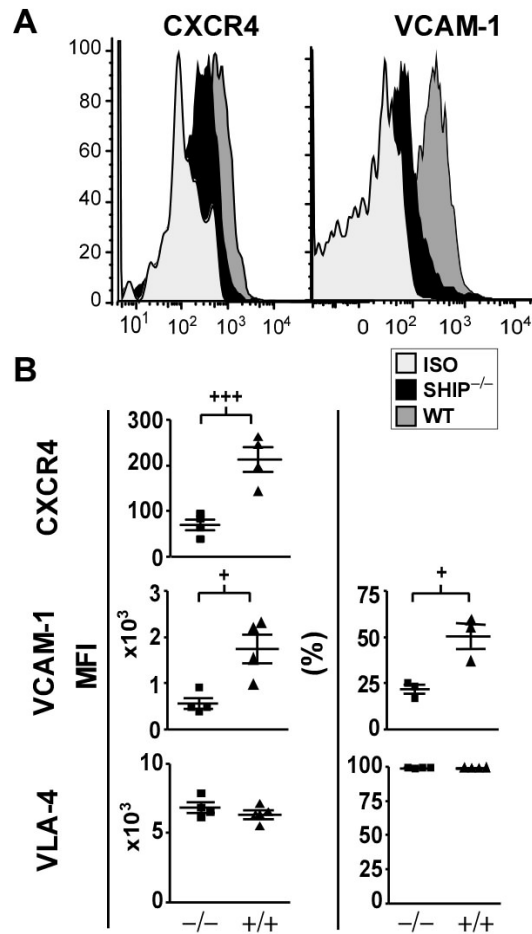 A
CXCR4 VCAM-1
100
80
60
40
20
0
10¹ 10² 10³ 10⁴ 0 10² 10³ 10⁴
ISO
SHIP⁻/⁻
WT
B
CXCR4
VCAM-1
VLA-4
MFI
(%)
+++
300
200
100
0
+
x10³
2
1
0
+
75
50
25
0
x10³
10
5
0
100
75
50
25
0
−/− +/+ −/− +/+